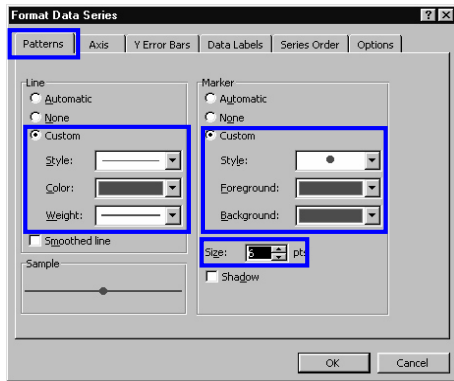 Format Data Series
Patterns Axis Y Error Bars Data Labels Series Order Options
Line
Automatic
None
Custom
Style:
Color:
Weight:
Smoothed line
Sample
Marker
Automatic
None
Custom
Style:
Foreground:
Background:
Size: 5 pts
Shadow
OK Cancel